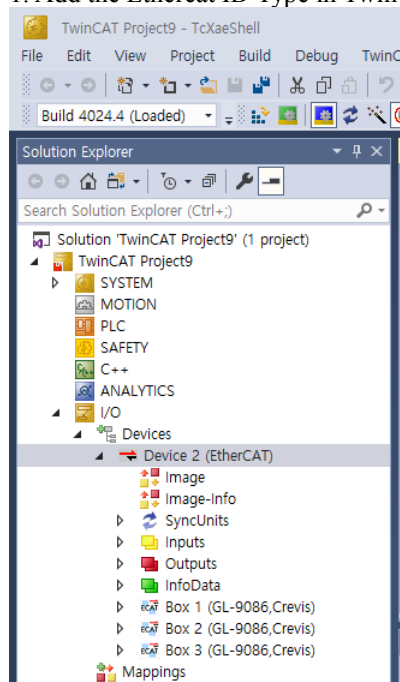 TwinCAT Project9 - TcXaeShell
File Edit View Project Build Debug
Build 4024.4 (Loaded)
Solution Explorer
Search Solution Explorer (Ctrl+;)
Solution 'TwinCAT Project9' (1 project)
TwinCAT Project9
SYSTEM
MOTION
PLC
SAFETY
C++
ANALYTICS
I/O
Devices
Device 2 (EtherCAT)
Image
Image-Info
SyncUnits
Inputs
Outputs
InfoData
Box 1 (GL-9086,Crevis)
Box 2 (GL-9086,Crevis)
Box 3 (GL-9086,Crevis)
Mappings